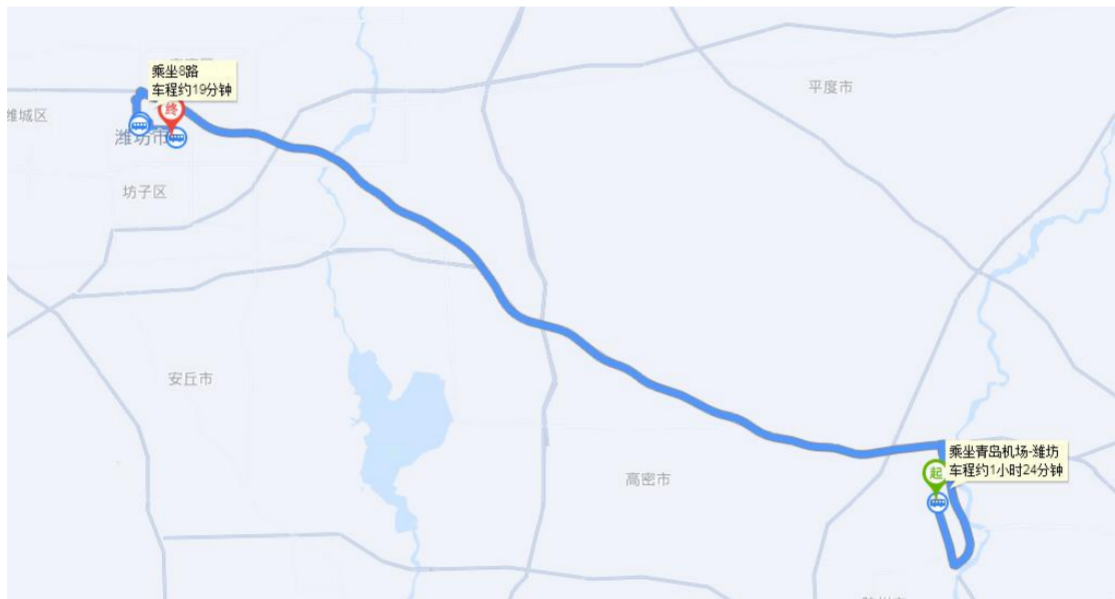 乘坐8路
车程约19分钟
终
潍城区
潍坊市
坊子区
平度市
安丘市
高密市
乘坐青岛机场-潍坊
车程约1小时24分钟
起